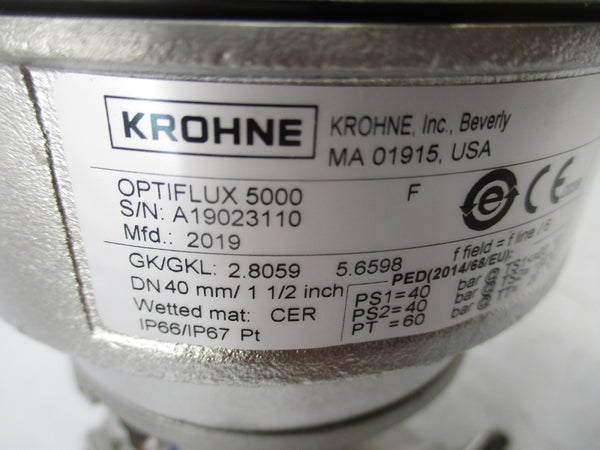 KROHNE
KROHNE, Inc., Beverly
MA 01915, USA
OPTIFLUX 5000 F
S/N: A19023110
Mfd.: 2019
e CE
GK/GKL: 2.8059 5.6598
f field = f line / 6
DN 40 mm/ 1 1/2 inch
PED(2014/68/EU):
Wetted mat: CER
PS1=40 bar @
IP66/IP67 Pt
PS2=40 bar @
PT =60 bar @